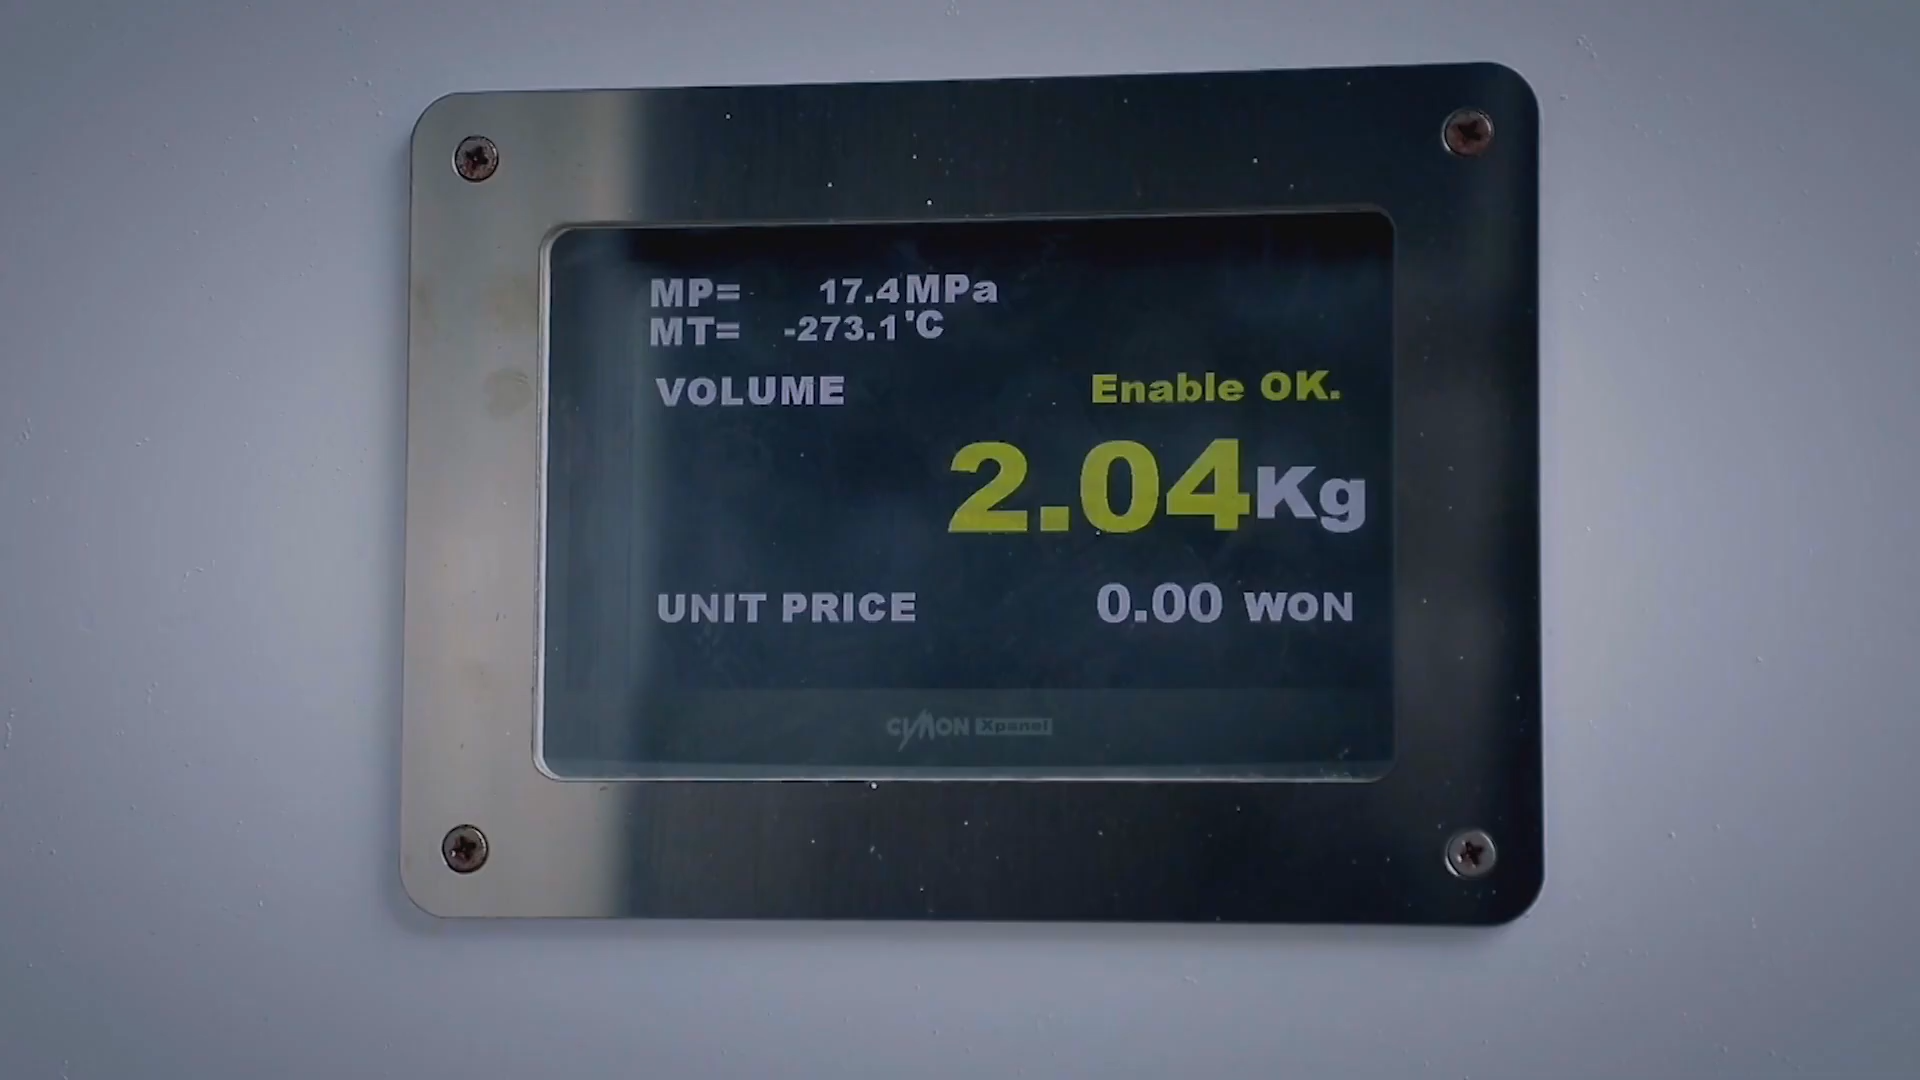 MP= 17.4MPa
MT= -273.1'C
VOLUME Enable OK.
2.04Kg
UNIT PRICE 0.00 WON
CIMON Xpanel